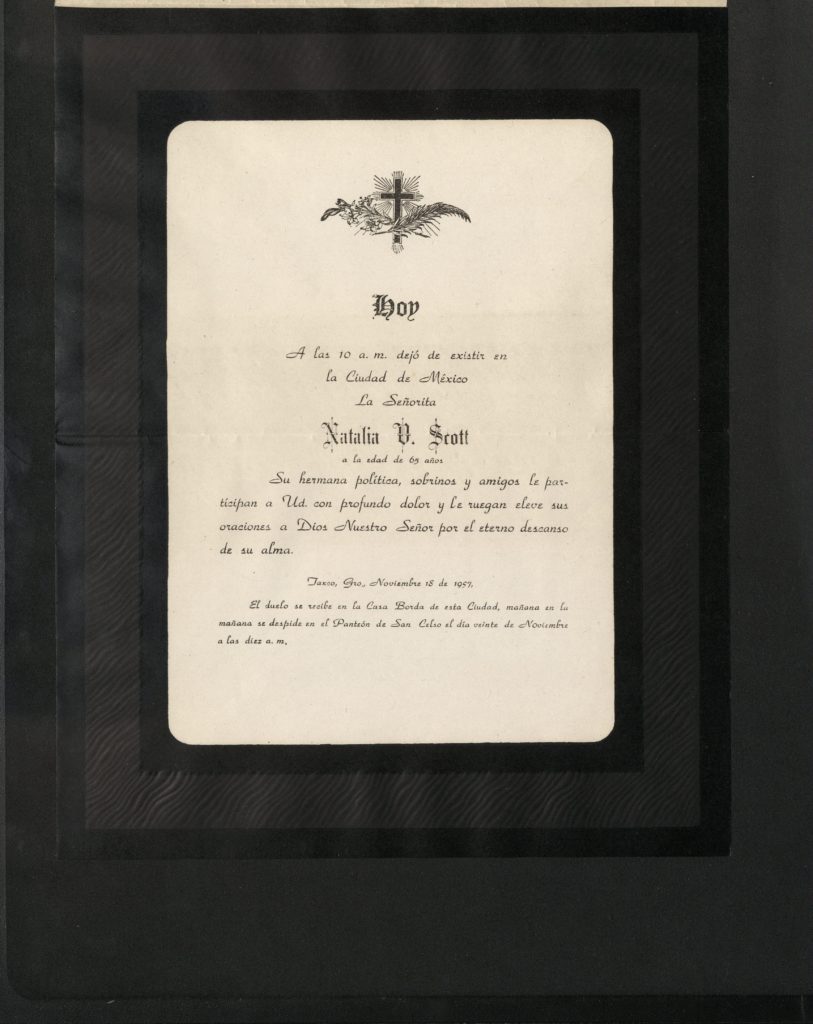 Hoy
A las 10 a. m. dejó de existir en
la Ciudad de México
La Señorita
Natalia V. Scott
a la edad de 65 años
Su hermana política, sobrinos y amigos le par-
ticipan a Ud. con profundo dolor y le ruegan eleve sus
oraciones a Dios Nuestro Señor por el eterno descanso
de su alma.
Taxco, Gro., Noviembre 18 de 1957.
El duelo se recibe en la Casa Borda de esta Ciudad, mañana en la
mañana se despide en el Panteón de San Celso el día veinte de Noviembre
a las diez a. m.